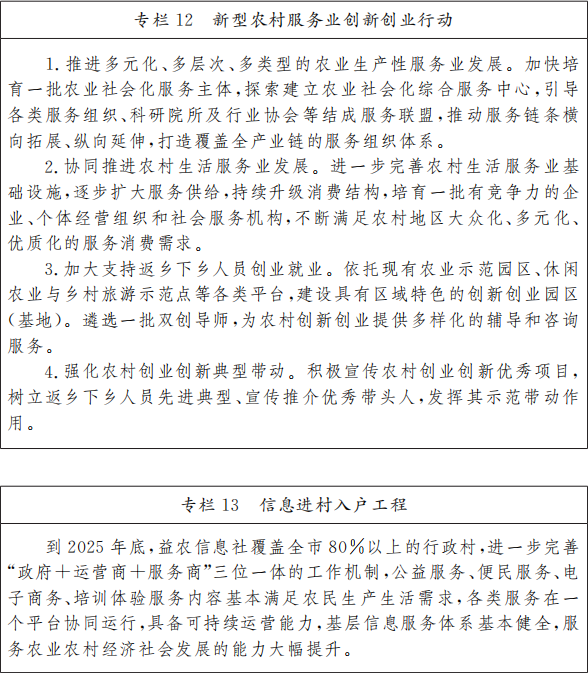 专栏 12　新型农村服务业创新创业行动
1. 推进多元化、多层次、多类型的农业生产性服务业发展。加快培
育一批农业社会化服务主体，探索建立农业社会化综合服务中心，引导
各类服务组织、科研院所及行业协会等结成服务联盟，推动服务链条横
向拓展、纵向延伸，打造覆盖全产业链的服务组织体系。
2. 协同推进农村生活服务业发展。进一步完善农村生活服务业基
础设施，逐步扩大服务供给，持续升级消费结构，培育一批有竞争力的企
业、个体经营组织和社会服务机构，不断满足农村地区大众化、多元化、
优质化的服务消费需求。
3. 加大支持返乡下乡人员创业就业。依托现有农业示范园区、休闲
农业与乡村旅游示范点等各类平台，建设具有区域特色的创新创业园区
（基地）。遴选一批双创导师，为农村创新创业提供多样化的辅导和咨询
服务。
4. 强化农村创业创新典型带动。积极宣传农村创业创新优秀项目，
树立返乡下乡人员先进典型、宣传推介优秀带头人，发挥其示范带动作
用。
专栏 13　信息进村入户工程
到 2025 年底，益农信息社覆盖全市 80%以上的行政村，进一步完善
“政府＋运营商＋服务商”三位一体的工作机制，公益服务、便民服务、电
子商务、培训体验服务内容基本满足农民生产生活需求，各类服务在一
个平台协同运行，具备可持续运营能力，基层信息服务体系基本健全，服
务农业农村经济社会发展的能力大幅提升。